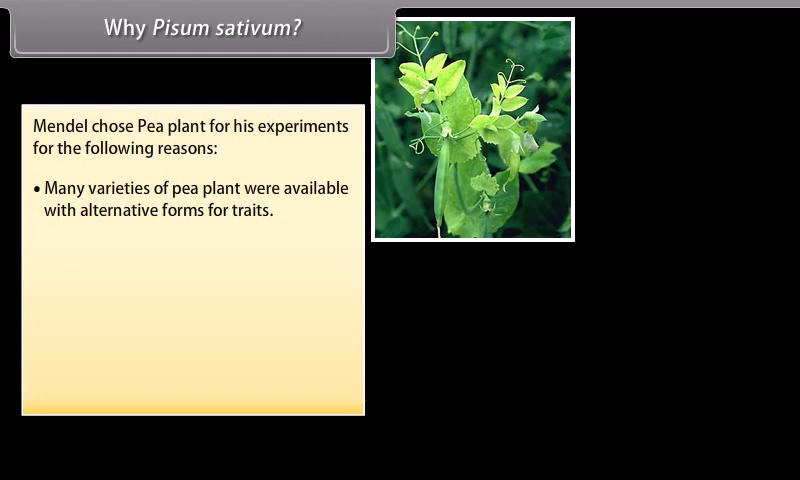 Why Pisum sativum?
Mendel chose Pea plant for his experiments
for the following reasons:
• Many varieties of pea plant were available
with alternative forms for traits.